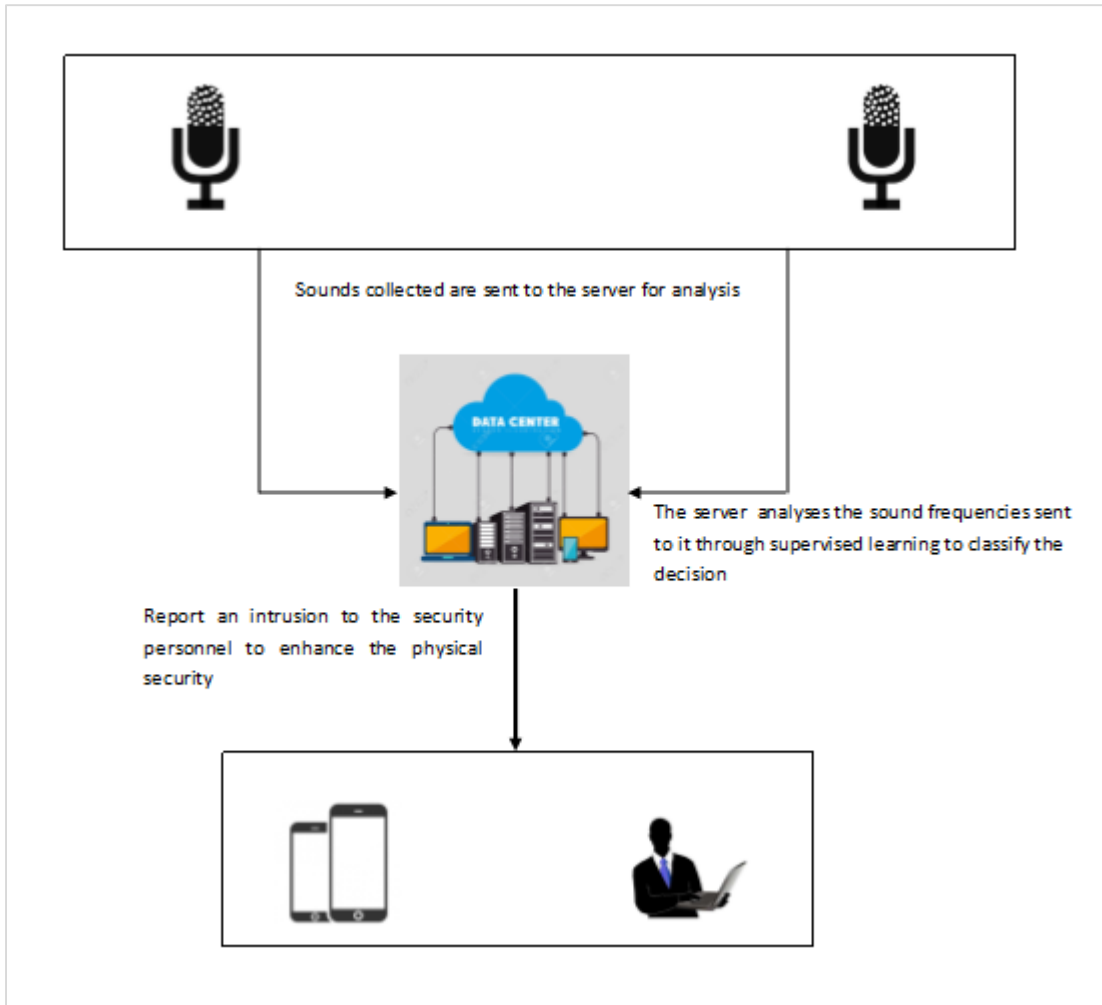 Sounds collected are sent to the server for analysis
DATA CENTER
The server analyses the sound frequencies sent
to it through supervised learning to classify the
decision
Report an intrusion to the security
personnel to enhance the physical
security